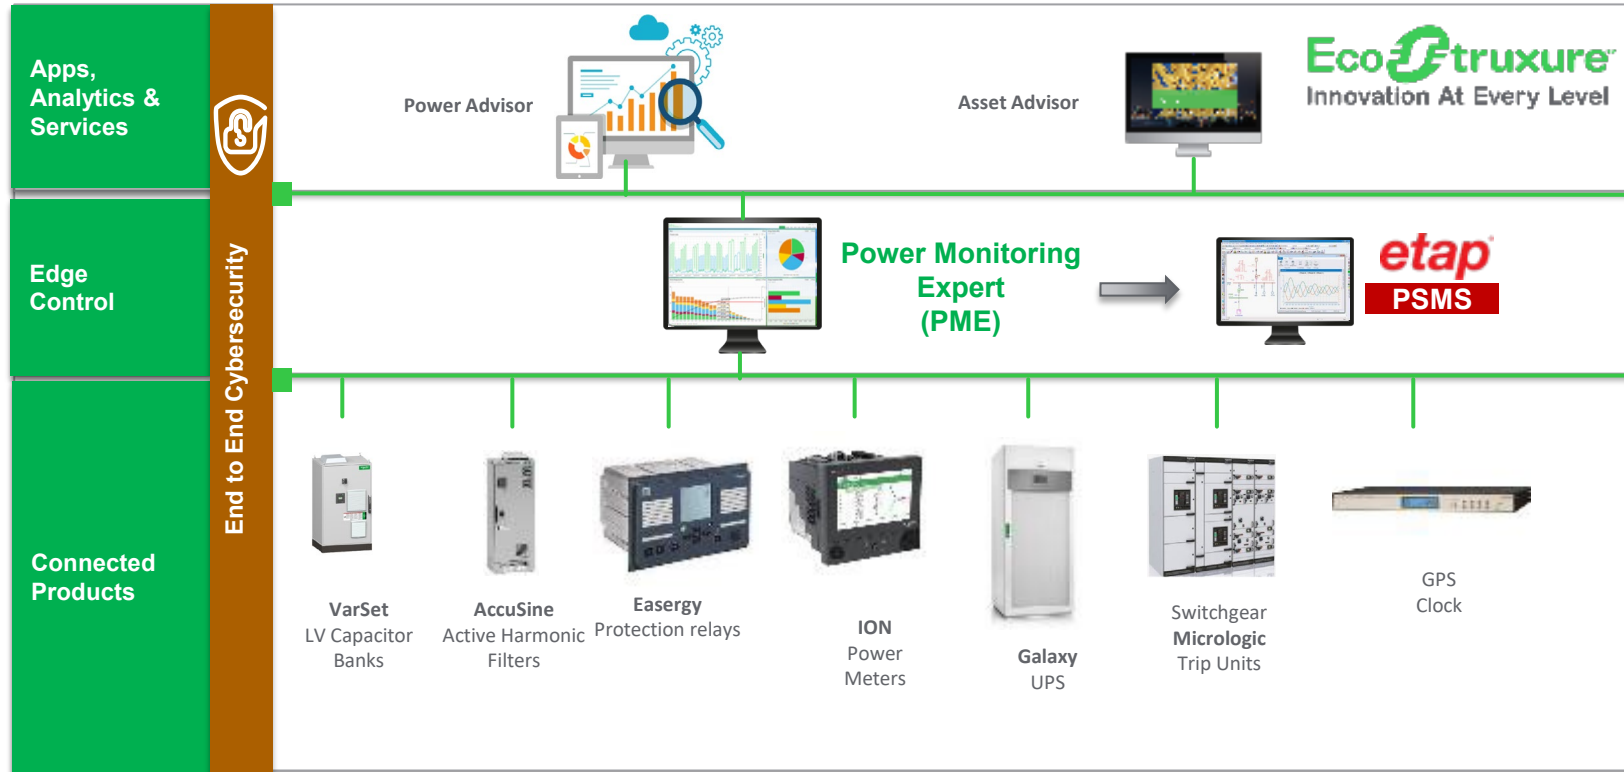 Apps,
Analytics &
Services
Power Advisor
Asset Advisor
EcoStruxure™
Innovation At Every Level
End to End Cybersecurity
Edge
Control
Power Monitoring
Expert
(PME)
etap®
PSMS
Connected
Products
VarSet
LV Capacitor
Banks
AccuSine
Active Harmonic
Filters
Easergy
Protection relays
ION
Power
Meters
Galaxy
UPS
Switchgear
Micrologic
Trip Units
GPS
Clock